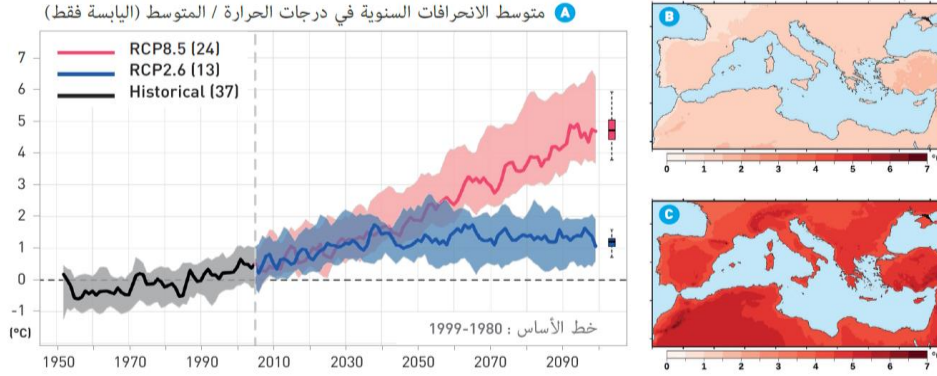 A متوسط الانحرافات السنوية في درجات الحرارة / المتوسط (اليابسة فقط)
RCP8.5 (24)
RCP2.6 (13)
Historical (37)
7
6
5
4
3
2
1
0
-1
(°C)
خط الأساس : 1980-1999
1950 1970 1990 2010 2030 2050 2070 2090
B
0 1 2 3 4 5 6 7
C
0 1 2 3 4 5 6 7